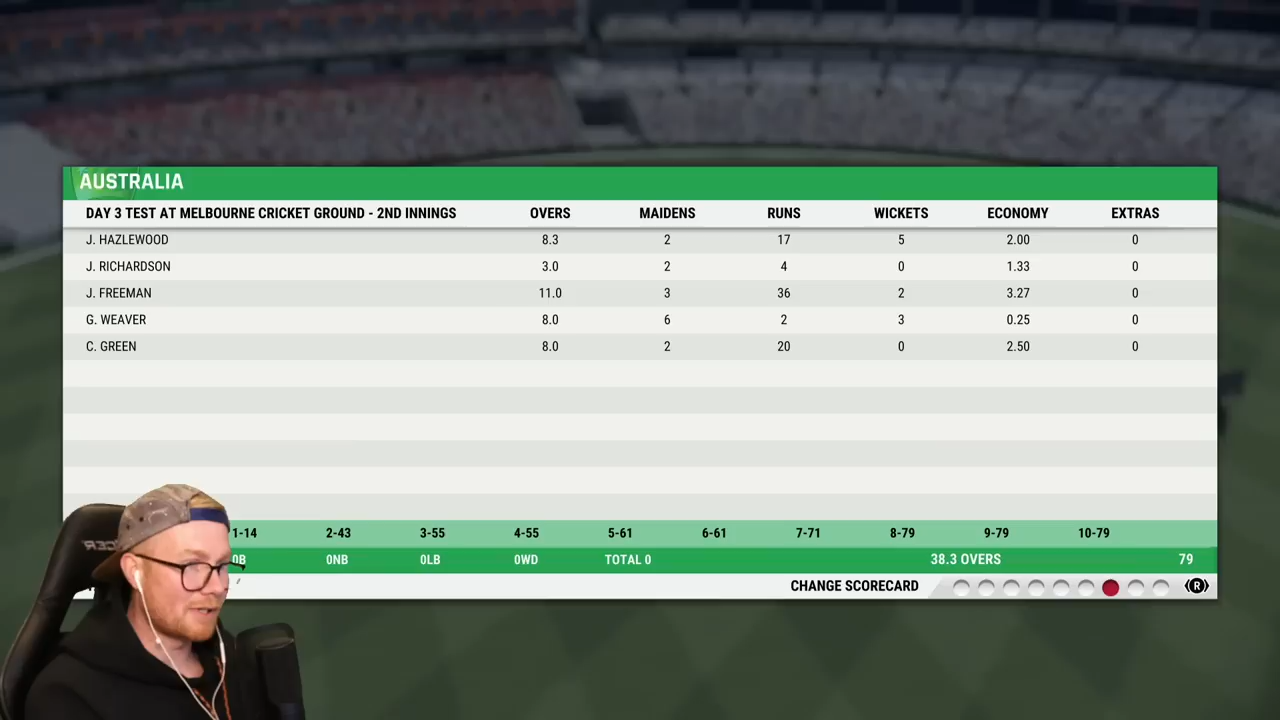 AUSTRALIA
DAY 3 TEST AT MELBOURNE CRICKET GROUND - 2ND INNINGS OVERS MAIDENS RUNS WICKETS ECONOMY EXTRAS
J. HAZLEWOOD 8.3 2 17 5 2.00 0
J. RICHARDSON 3.0 2 4 0 1.33 0
J. FREEMAN 11.0 3 36 2 3.27 0
G. WEAVER 8.0 6 2 3 0.25 0
C. GREEN 8.0 2 20 0 2.50 0
1-14 2-43 3-55 4-55 5-61 6-61 7-71 8-79 9-79 10-79
0B 0NB 0LB 0WD TOTAL 0 38.3 OVERS 79
CHANGE SCORECARD R